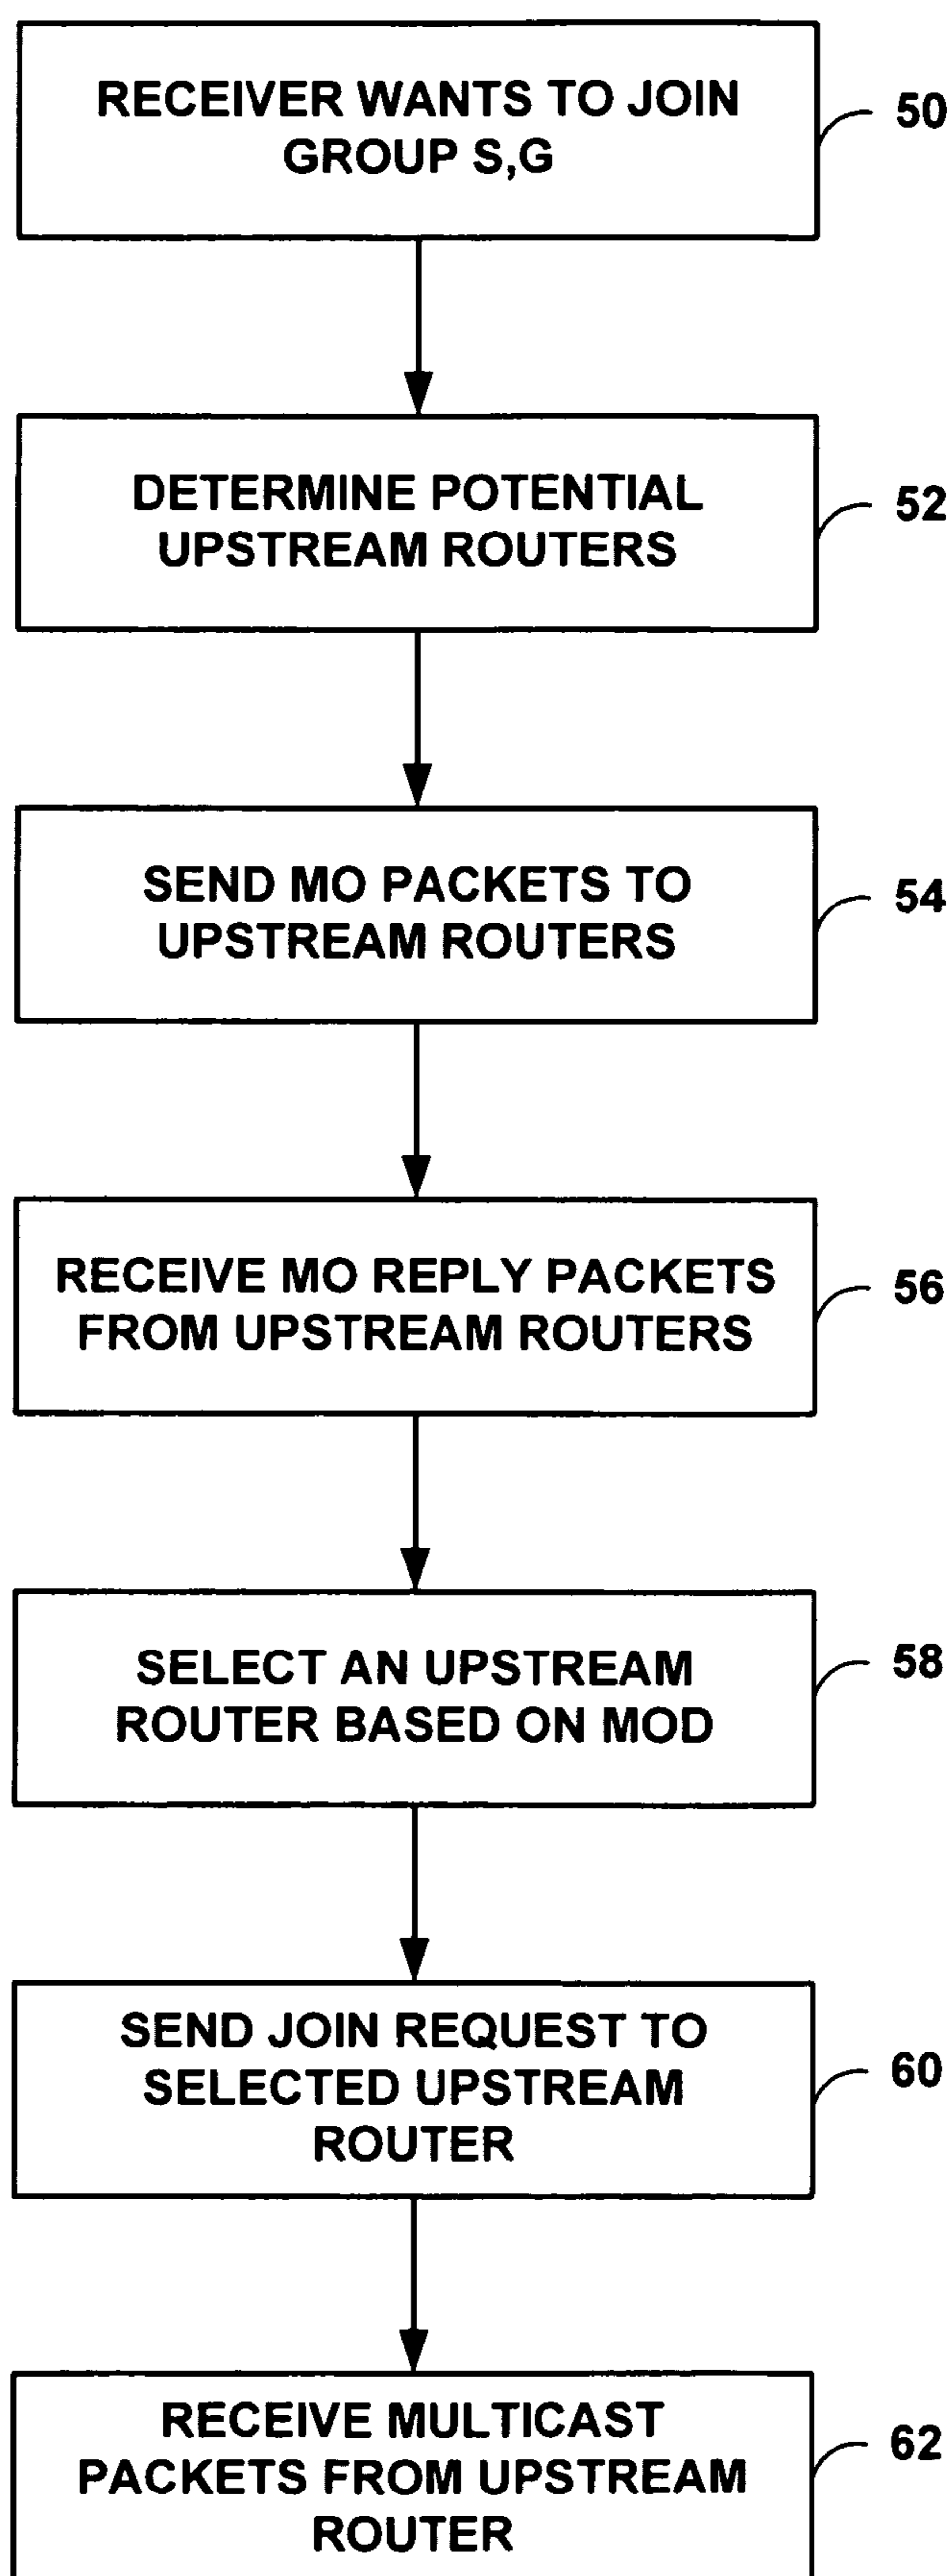 RECEIVER WANTS TO JOIN
GROUP S,G
50
DETERMINE POTENTIAL
UPSTREAM ROUTERS
52
SEND MO PACKETS TO
UPSTREAM ROUTERS
54
RECEIVE MO REPLY PACKETS
FROM UPSTREAM ROUTERS
56
SELECT AN UPSTREAM
ROUTER BASED ON MOD
58
SEND JOIN REQUEST TO
SELECTED UPSTREAM
ROUTER
60
RECEIVE MULTICAST
PACKETS FROM UPSTREAM
ROUTER
62